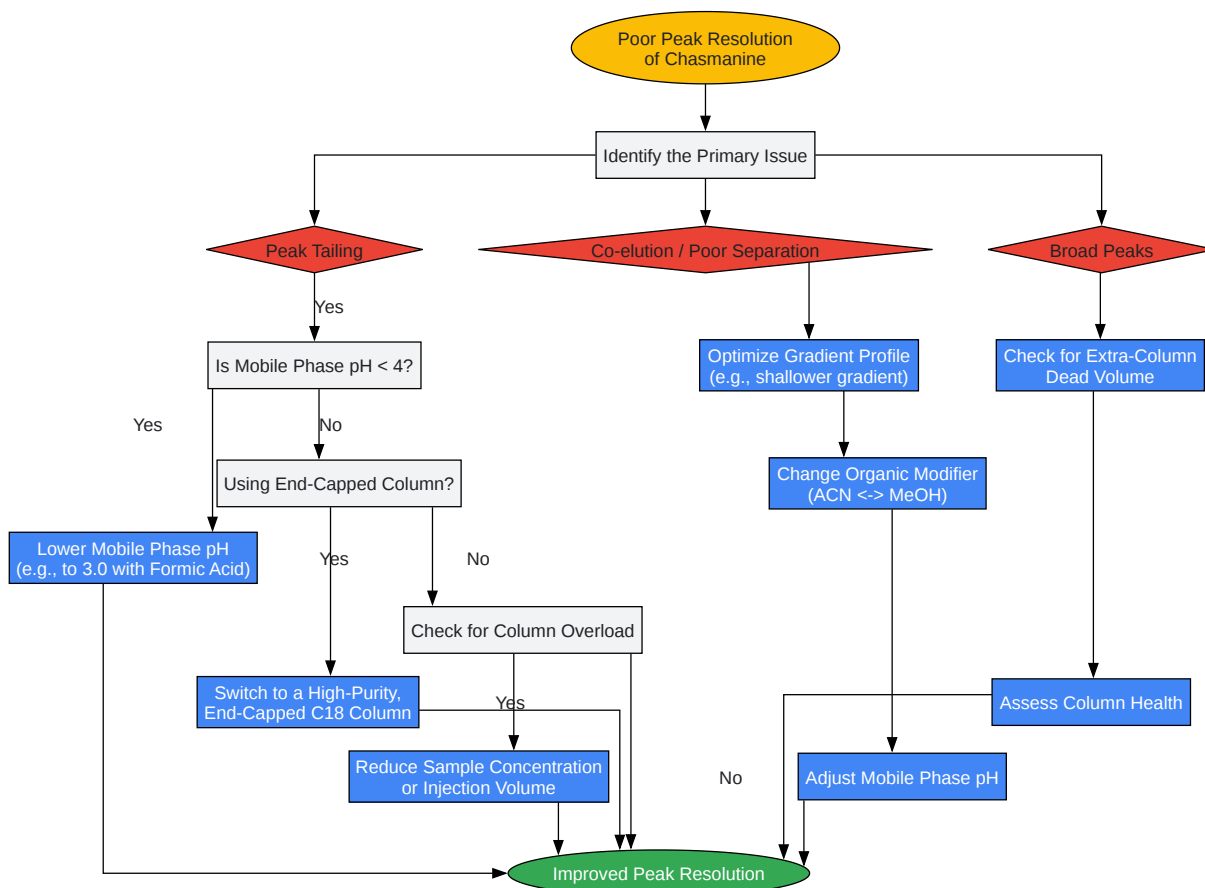 Poor Peak Resolution
of Chasmanine
Identify the Primary Issue
Peak Tailing
Co-elution / Poor Separation
Broad Peaks
Yes
Is Mobile Phase pH < 4?
Optimize Gradient Profile
(e.g., shallower gradient)
Check for Extra-Column
Dead Volume
Yes
No
Using End-Capped Column?
Change Organic Modifier
(ACN <-> MeOH)
Lower Mobile Phase pH
(e.g., to 3.0 with Formic Acid)
Yes
No
Check for Column Overload
Switch to a High-Purity,
End-Capped C18 Column
Yes
Assess Column Health
Reduce Sample Concentration
or Injection Volume
No
Adjust Mobile Phase pH
Improved Peak Resolution